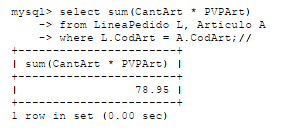 mysql> select sum(CantArt * PVPArt)
-> from LineaPedido L, Articulo A
-> where L.CodArt = A.CodArt;//
+-----------------------+
| sum(CantArt * PVPArt) |
+-----------------------+
| 78.95 |
+-----------------------+
1 row in set (0.00 sec)